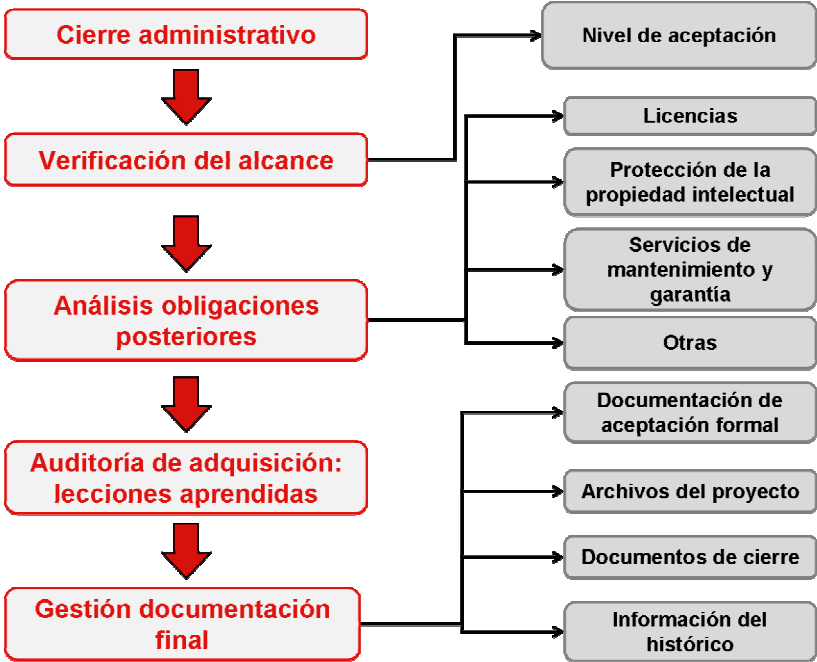 Cierre administrativo
Nivel de aceptación
Verificación del alcance
Licencias
Protección de la
propiedad intelectual
Servicios de
mantenimiento y
garantía
Análisis obligaciones
posteriores
Otras
Documentación de
aceptación formal
Auditoría de adquisición:
lecciones aprendidas
Archivos del proyecto
Documentos de cierre
Gestión documentación
final
Información del
histórico